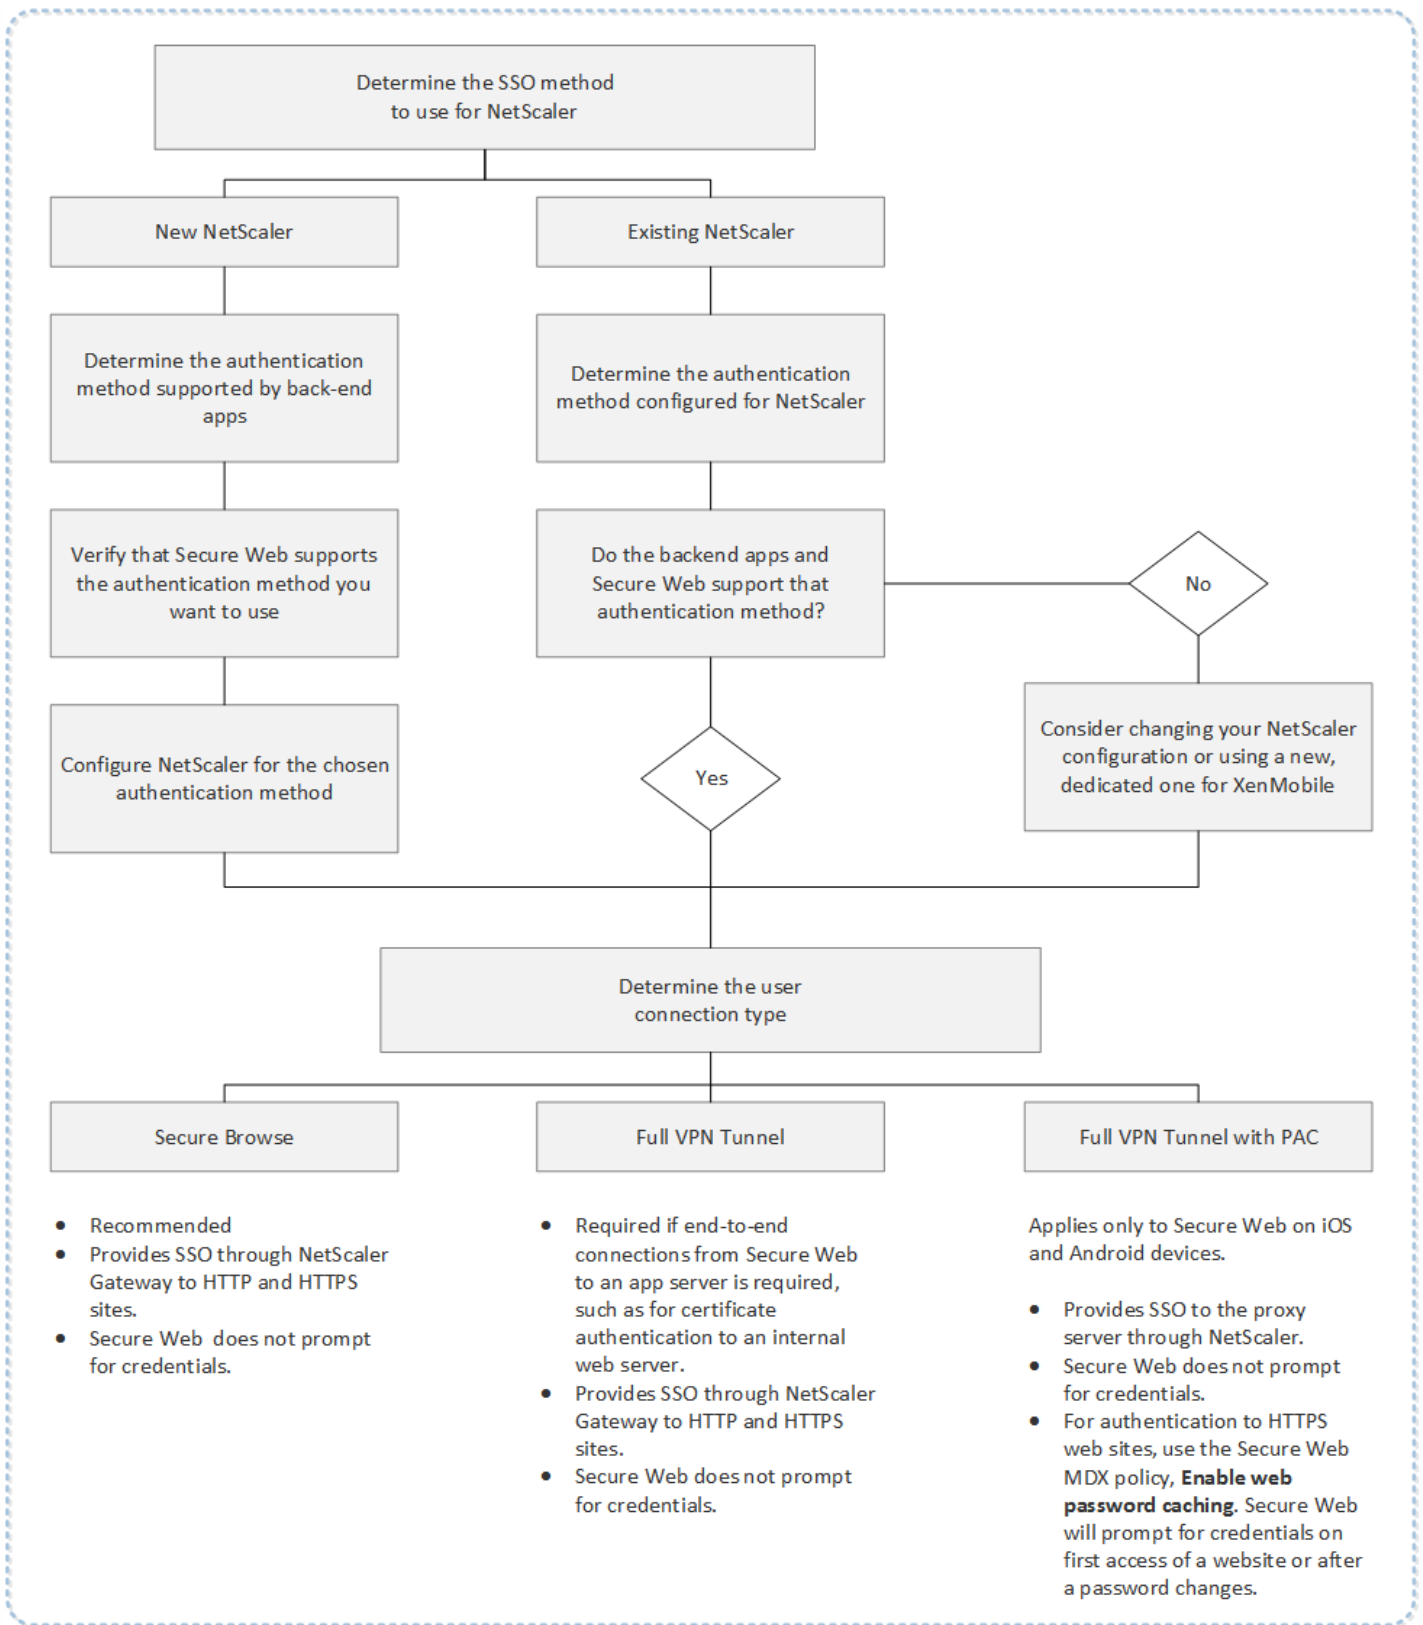 Determine the SSO method
to use for NetScaler
New NetScaler
Existing NetScaler
Determine the authentication
method supported by back-end
apps
Determine the authentication
method configured for NetScaler
Verify that Secure Web supports
the authentication method you
want to use
Do the backend apps and
Secure Web support that
authentication method?
No
Configure NetScaler for the chosen
authentication method
Yes
Consider changing your NetScaler
configuration or using a new,
dedicated one for XenMobile
Determine the user
connection type
Secure Browse
Full VPN Tunnel
Full VPN Tunnel with PAC
• Recommended
• Provides SSO through NetScaler
Gateway to HTTP and HTTPS
sites.
• Secure Web does not prompt
for credentials.
• Required if end-to-end
connections from Secure Web
to an app server is required,
such as for certificate
authentication to an internal
web server.
• Provides SSO through NetScaler
Gateway to HTTP and HTTPS
sites.
• Secure Web does not prompt
for credentials.
Applies only to Secure Web on iOS
and Android devices.
• Provides SSO to the proxy
server through NetScaler.
• Secure Web does not prompt
for credentials.
• For authentication to HTTPS
web sites, use the Secure Web
MDX policy, Enable web
password caching. Secure Web
will prompt for credentials on
first access of a website or after
a password changes.